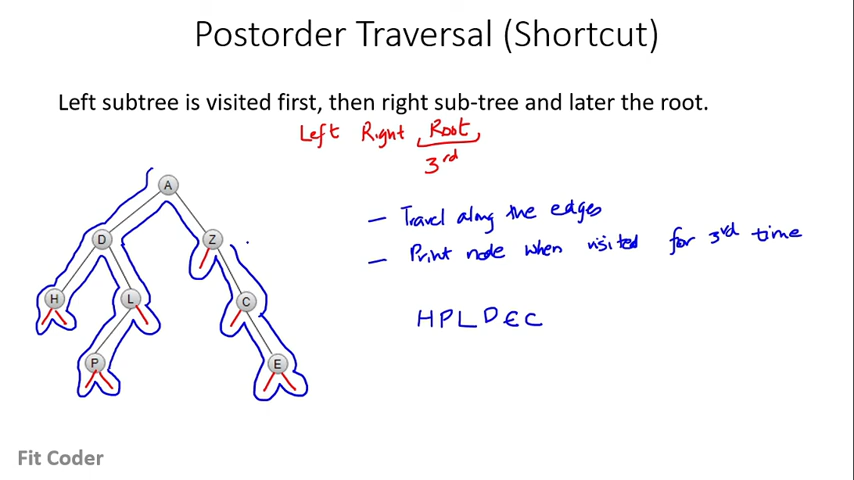 Postorder Traversal (Shortcut)
Left subtree is visited first, then right sub-tree and later the root.
Left Right Root
3rd
A
— Travel along the edges
D Z
— Print node when visited for 3rd time
H L C
H P L D E C
P E
Fit Coder